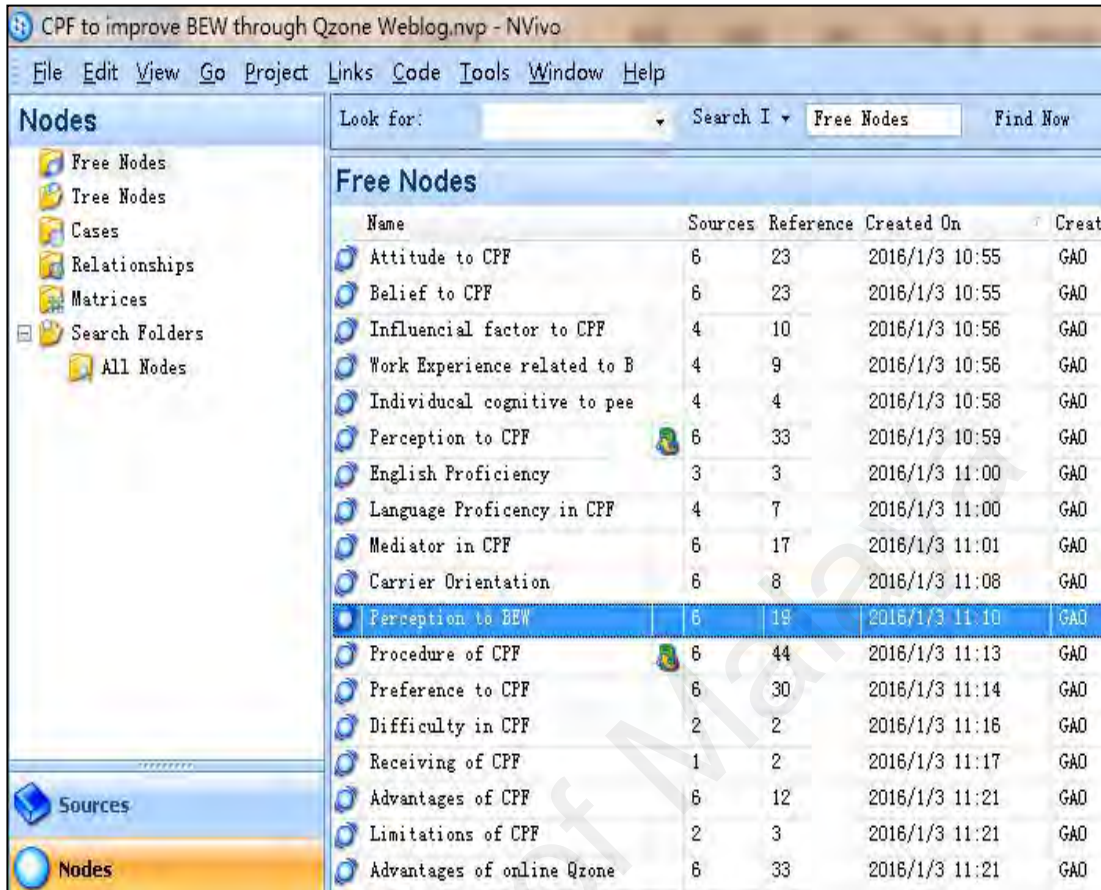 CPF to improve BEW through Qzone Weblog.nvp - NVivo
File Edit View Go Project Links Code Tools Window Help
Nodes
Free Nodes
Tree Nodes
Cases
Relationships
Matrices
Search Folders
All Nodes
Sources
Nodes
Look for: Search I Free Nodes Find Now
Free Nodes
Name Sources Reference Created On Creat
Attitude to CPF 6 23 2016/1/3 10:55 GAO
Belief to CPF 6 23 2016/1/3 10:55 GAO
Influencial factor to CPF 4 10 2016/1/3 10:56 GAO
Work Experience related to B 4 9 2016/1/3 10:56 GAO
Individucal cognitive to pee 4 4 2016/1/3 10:58 GAO
Perception to CPF 6 33 2016/1/3 10:59 GAO
English Proficiency 3 3 2016/1/3 11:00 GAO
Language Proficency in CPF 4 7 2016/1/3 11:00 GAO
Mediator in CPF 6 17 2016/1/3 11:01 GAO
Carrier Orientation 6 8 2016/1/3 11:08 GAO
Perception to BEW 6 19 2016/1/3 11:10 GAO
Procedure of CPF 6 44 2016/1/3 11:13 GAO
Preference to CPF 6 30 2016/1/3 11:14 GAO
Difficulty in CPF 2 2 2016/1/3 11:16 GAO
Receiving of CPF 1 2 2016/1/3 11:17 GAO
Advantages of CPF 6 12 2016/1/3 11:21 GAO
Limitations of CPF 2 3 2016/1/3 11:21 GAO
Advantages of online Qzone 6 33 2016/1/3 11:21 GAO
of Malaya